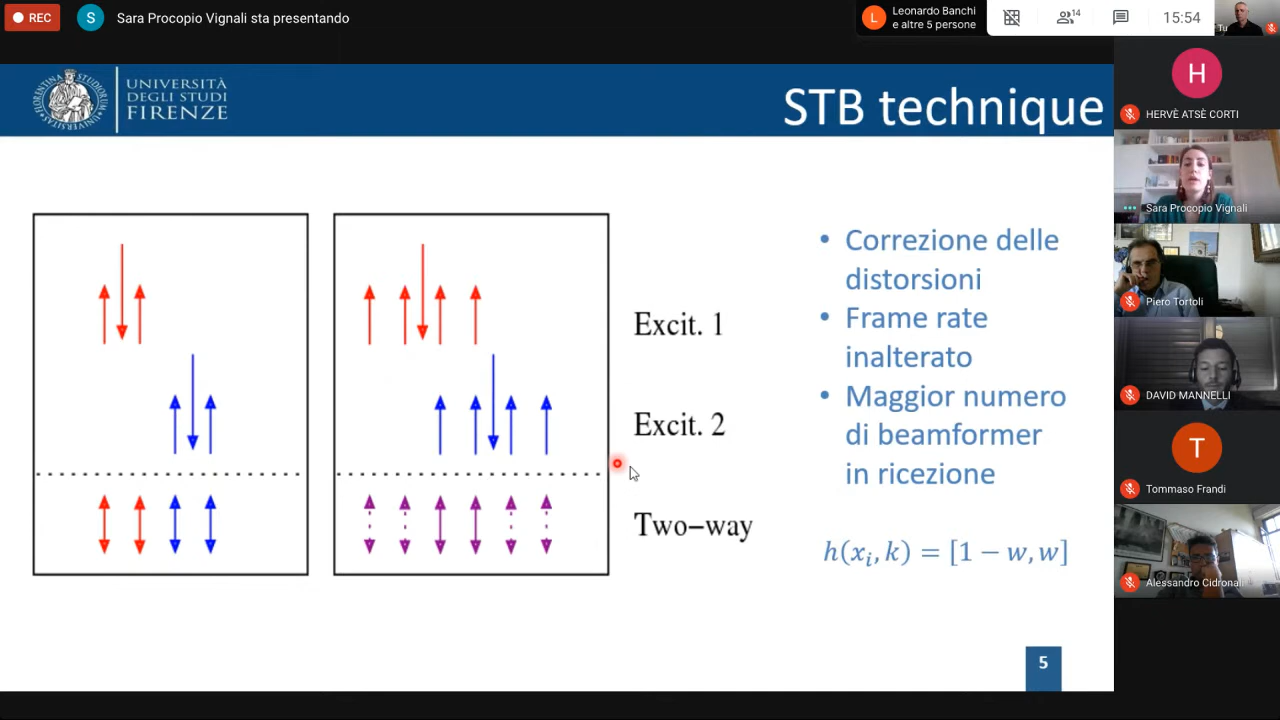 REC
S
Sara Procopio Vignali sta presentando
L
Leonardo Banchi
e altre 5 persone
14
15:54
Tu
UNIVERSITÀ
DEGLI STUDI
FIRENZE
STB technique
Excit. 1
Excit. 2
Two-way
• Correzione delle
distorsioni
• Frame rate
inalterato
• Maggior numero
di beamformer
in ricezione
h(xᵢ, k) = [1 − w, w]
5
H
HERVÈ ATSÈ CORTI
Sara Procopio Vignali
Piero Tortoli
DAVID MANNELLI
T
Tommaso Frandi
Alessandro Cidronali